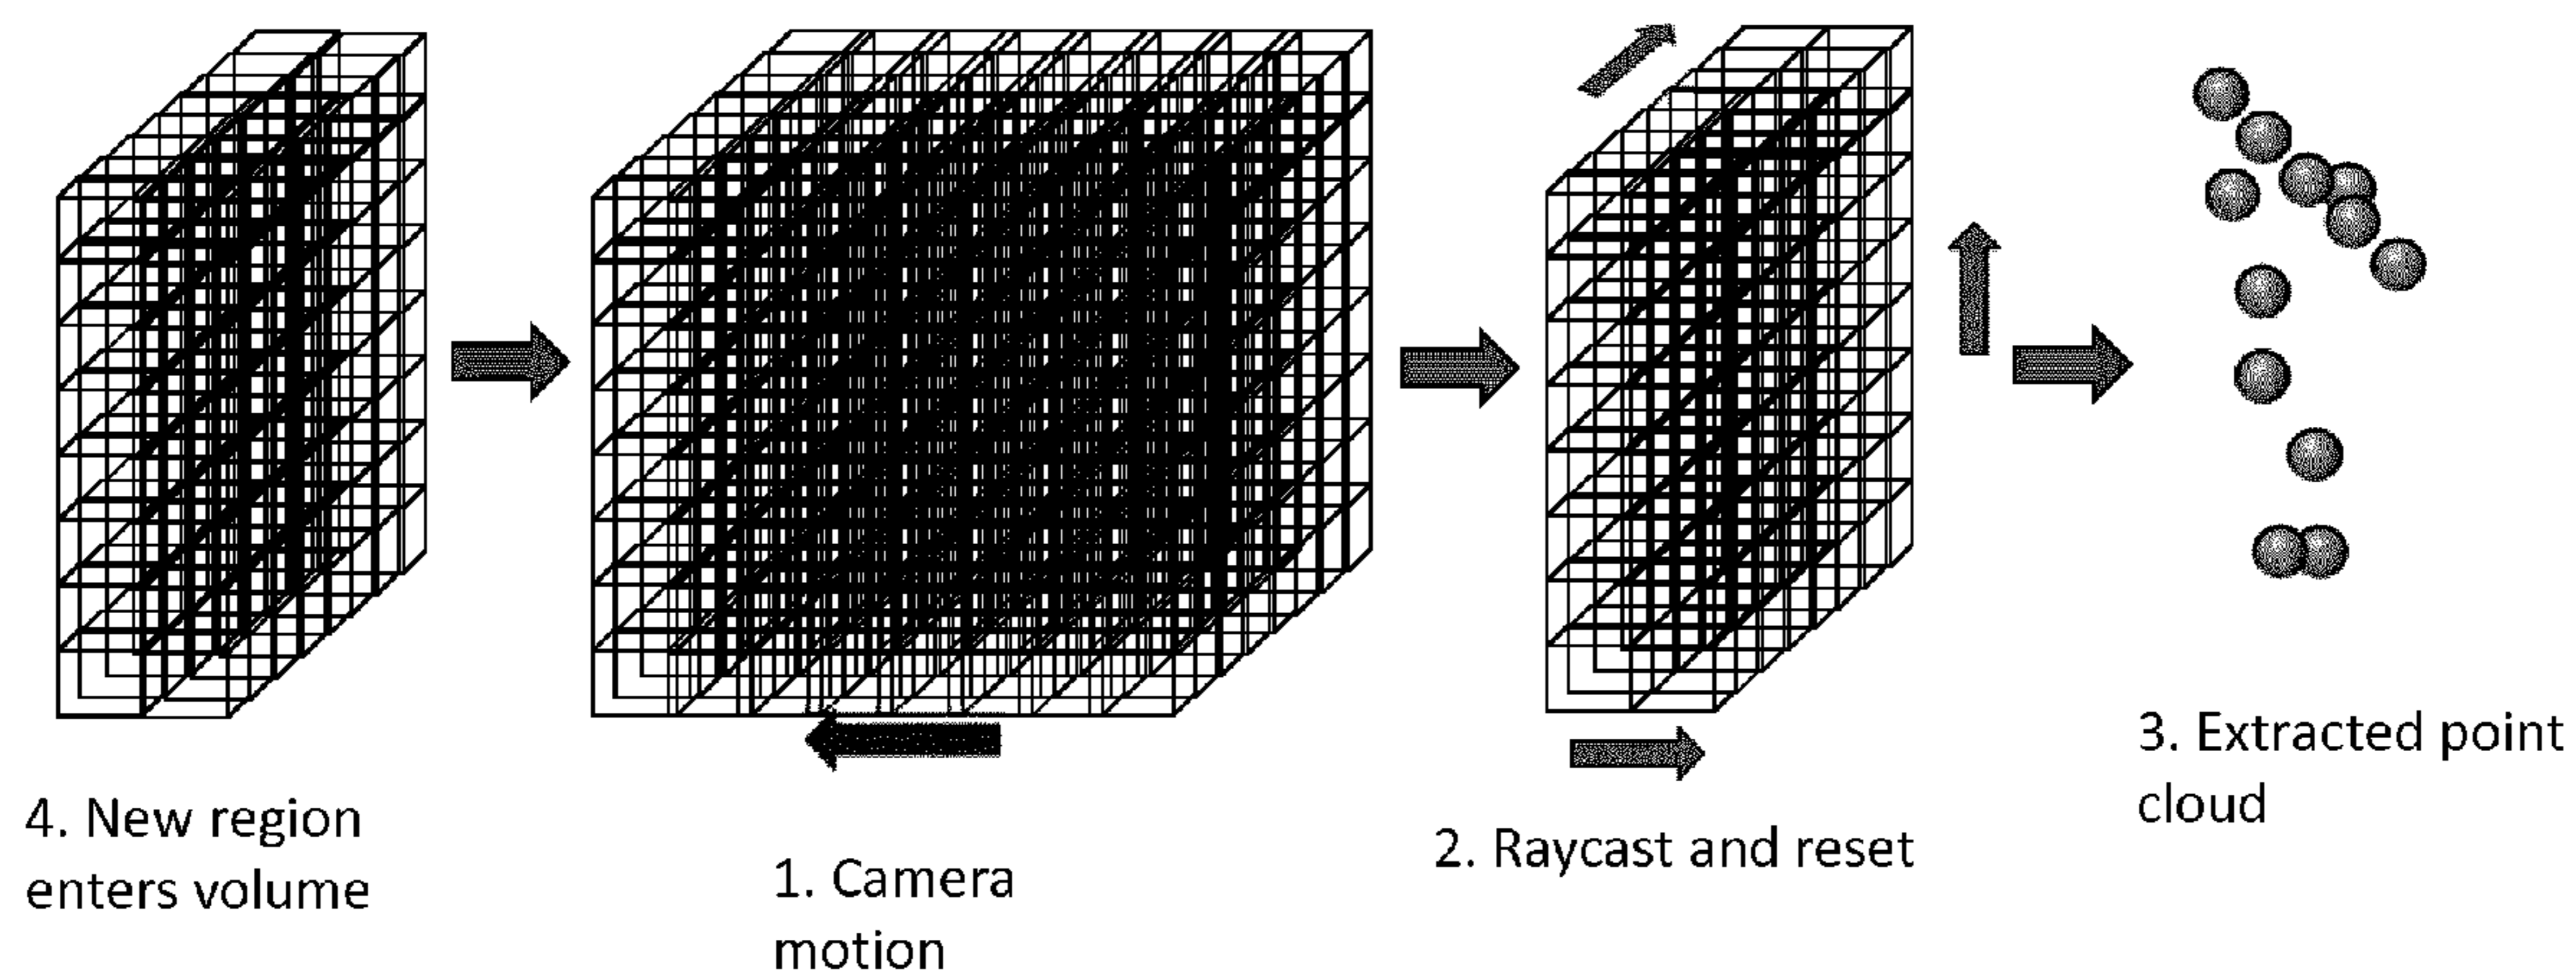 4. New region
enters volume
1. Camera
motion
2. Raycast and reset
3. Extracted point
cloud